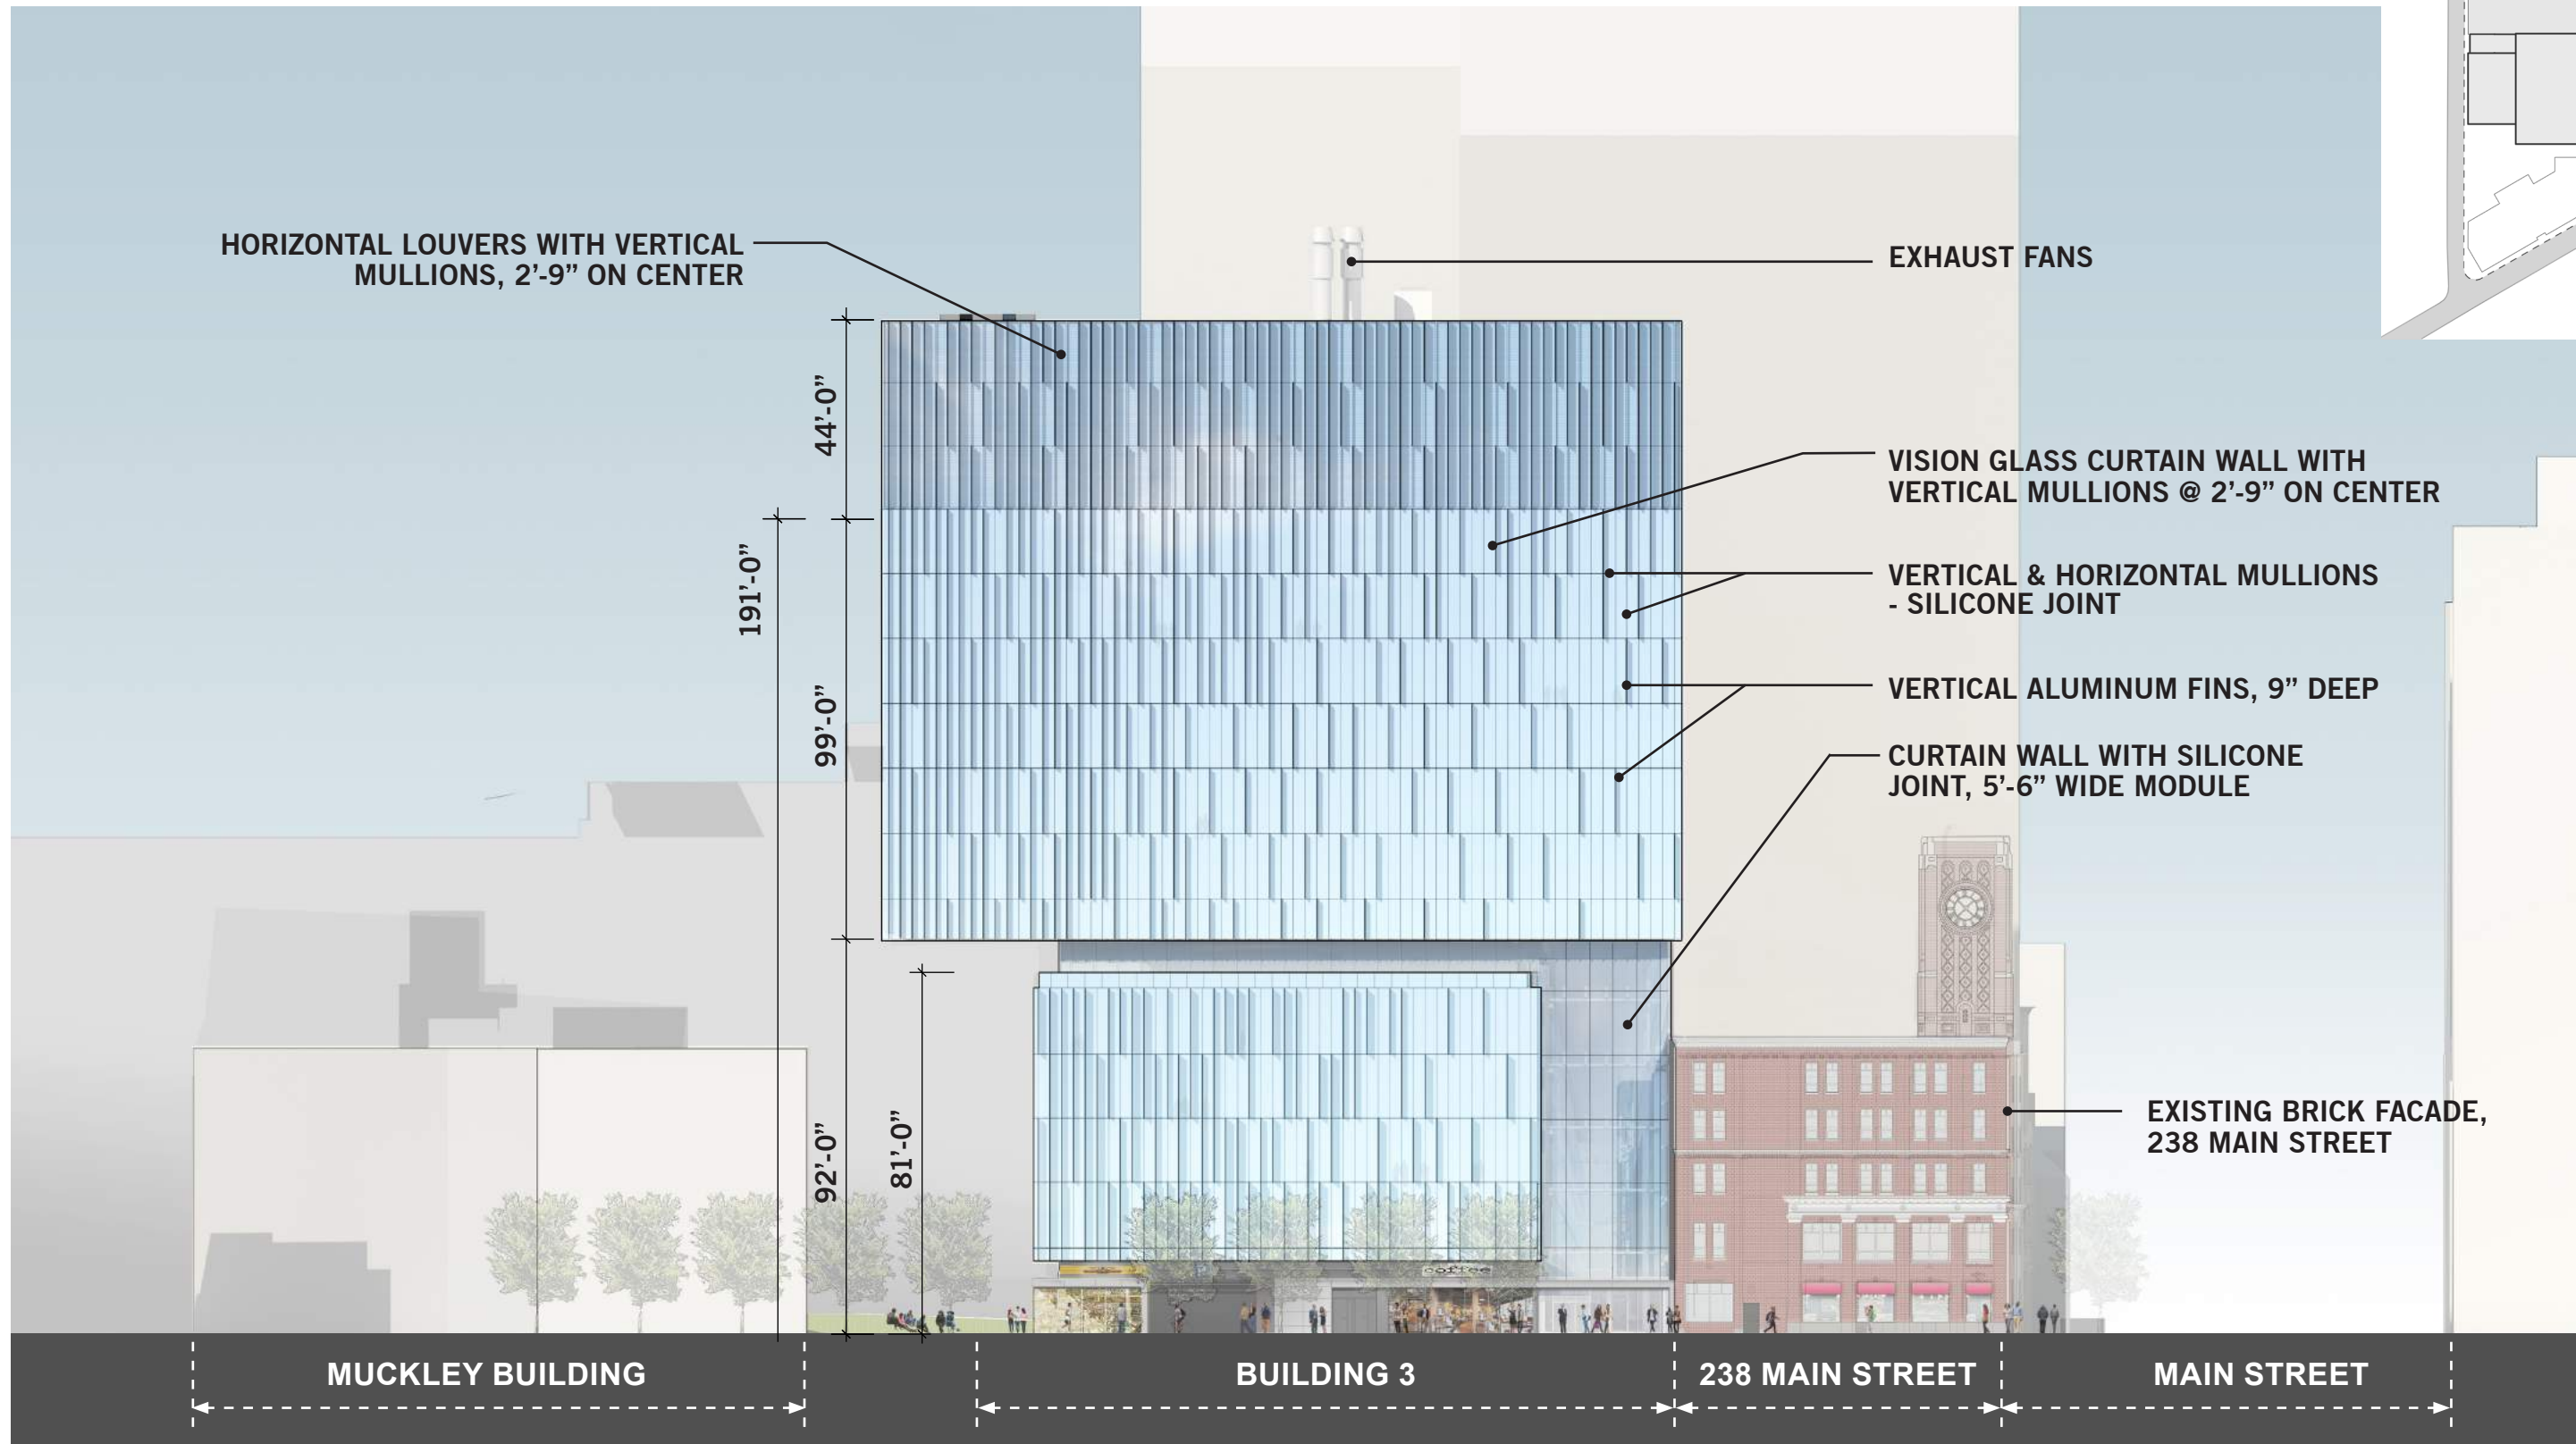 HORIZONTAL LOUVERS WITH VERTICAL
MULLIONS, 2’-9” ON CENTER
EXHAUST FANS
44’-0”
VISION GLASS CURTAIN WALL WITH
VERTICAL MULLIONS @ 2’-9” ON CENTER
191’-0”
VERTICAL & HORIZONTAL MULLIONS
- SILICONE JOINT
99’-0”
VERTICAL ALUMINUM FINS, 9” DEEP
CURTAIN WALL WITH SILICONE
JOINT, 5’-6” WIDE MODULE
92’-0”
81’-0”
EXISTING BRICK FACADE,
238 MAIN STREET
coffee
MUCKLEY BUILDING
BUILDING 3
238 MAIN STREET
MAIN STREET